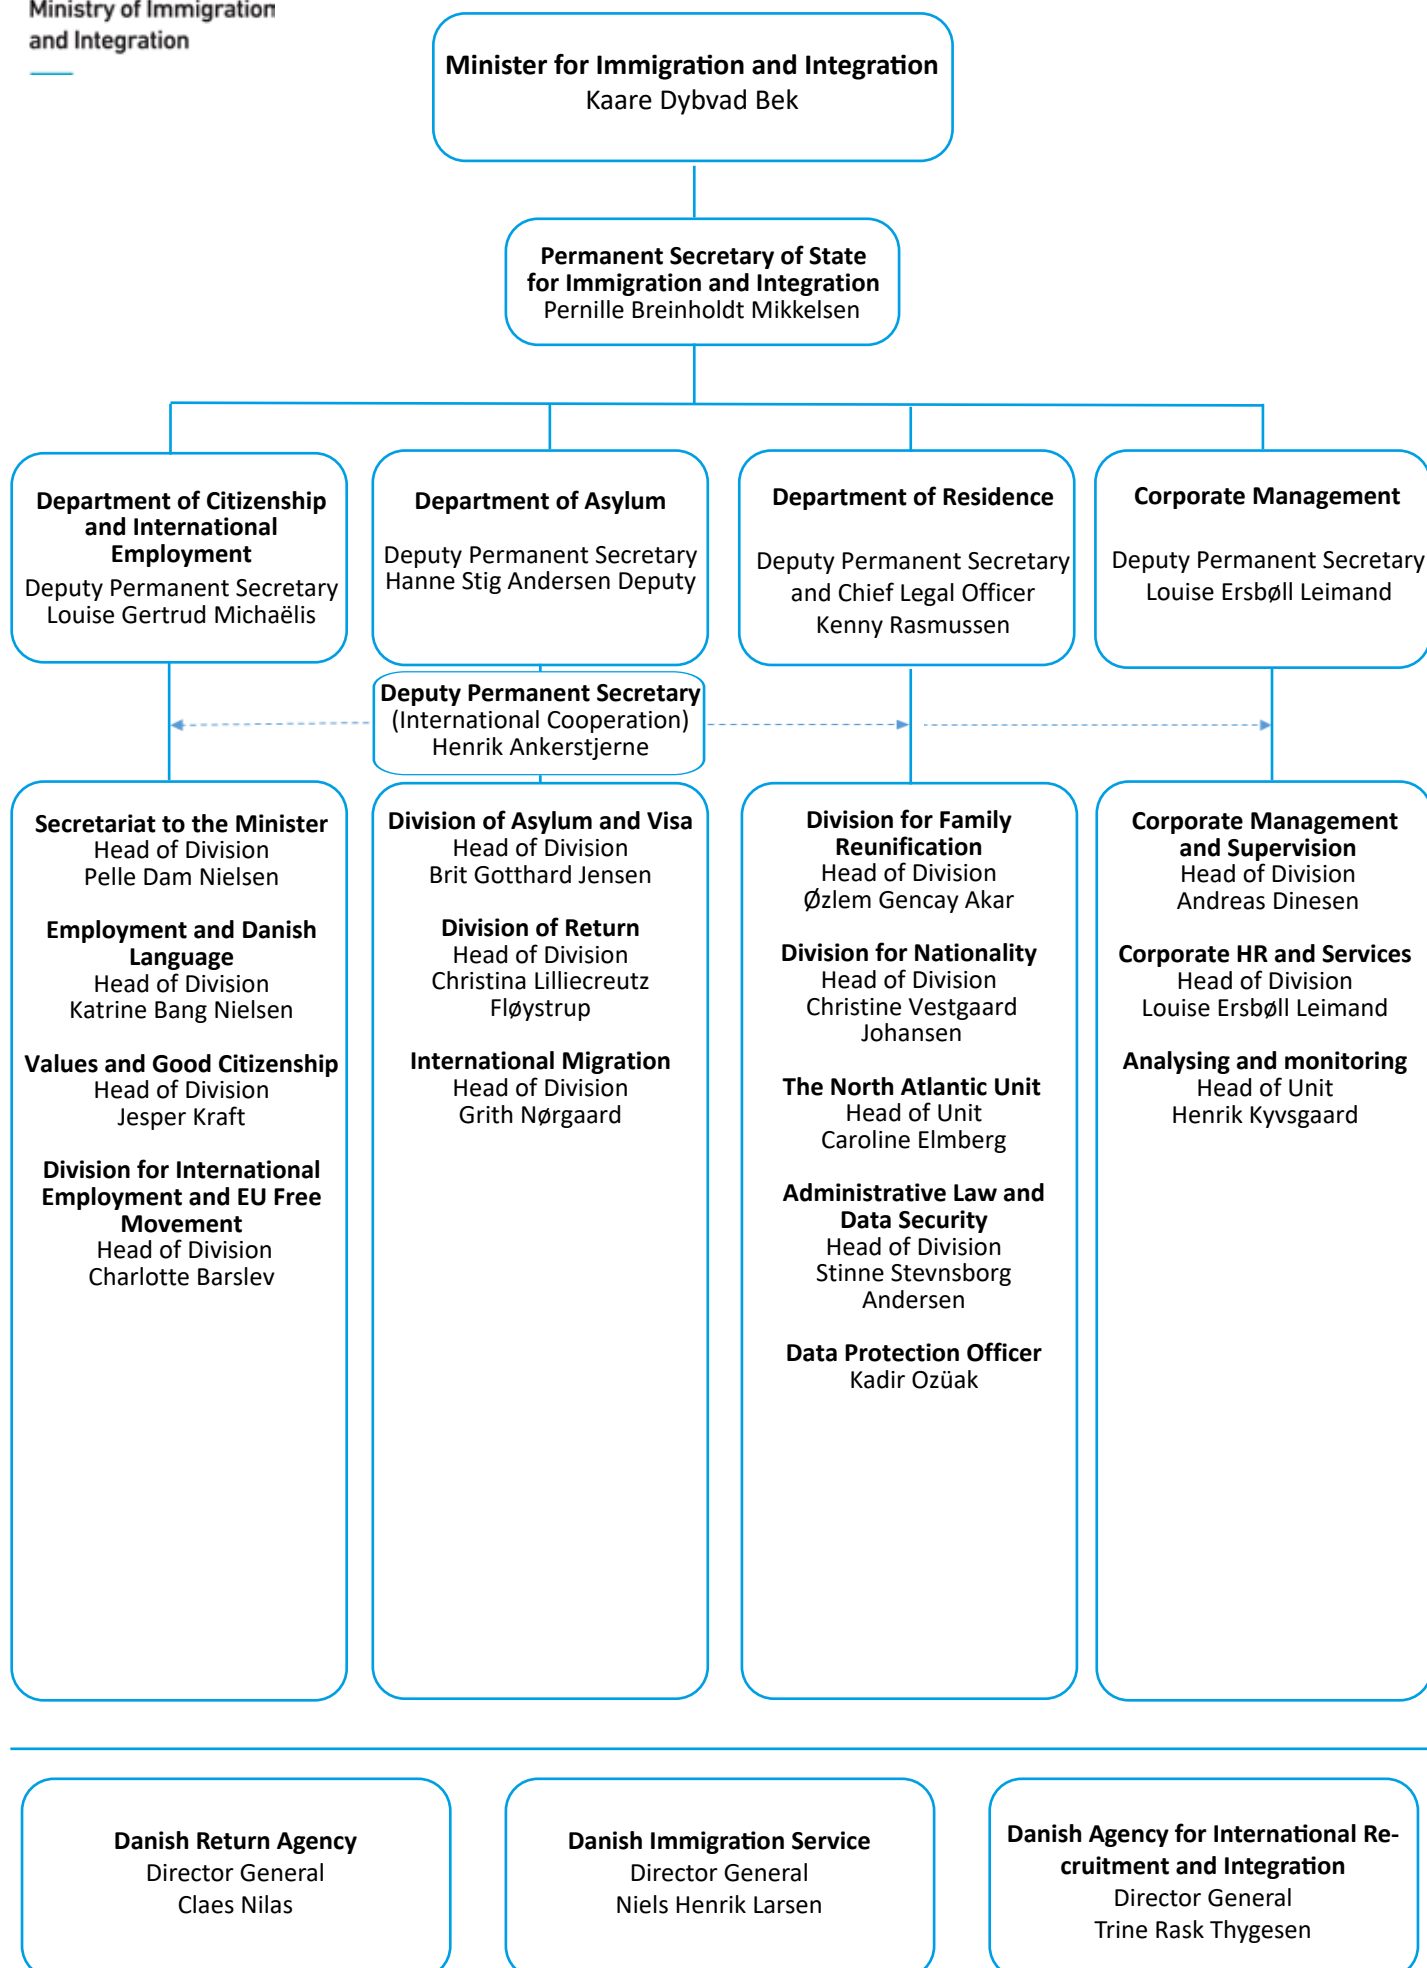 Ministry of Immigration
and Integration
Minister for Immigration and Integration
Kaare Dybvad Bek
Permanent Secretary of State
for Immigration and Integration
Pernille Breinholdt Mikkelsen
Department of Citizenship
and International
Employment
Deputy Permanent Secretary
Louise Gertrud Michaëlis
Department of Asylum
Deputy Permanent Secretary
Hanne Stig Andersen Deputy
Department of Residence
Deputy Permanent Secretary
and Chief Legal Officer
Kenny Rasmussen
Corporate Management
Deputy Permanent Secretary
Louise Ersbøll Leimand
Deputy Permanent Secretary
(International Cooperation)
Henrik Ankerstjerne
Secretariat to the Minister
Head of Division
Pelle Dam Nielsen
Employment and Danish
Language
Head of Division
Katrine Bang Nielsen
Values and Good Citizenship
Head of Division
Jesper Kraft
Division for International
Employment and EU Free
Movement
Head of Division
Charlotte Barslev
Division of Asylum and Visa
Head of Division
Brit Gotthard Jensen
Division of Return
Head of Division
Christina Lilliecreutz
Fløystrup
International Migration
Head of Division
Grith Nørgaard
Division for Family
Reunification
Head of Division
Øzlem Gencay Akar
Division for Nationality
Head of Division
Christine Vestgaard
Johansen
The North Atlantic Unit
Head of Unit
Caroline Elmberg
Administrative Law and
Data Security
Head of Division
Stinne Stevnsborg
Andersen
Data Protection Officer
Kadir Ozüak
Corporate Management
and Supervision
Head of Division
Andreas Dinesen
Corporate HR and Services
Head of Division
Louise Ersbøll Leimand
Analysing and monitoring
Head of Unit
Henrik Kyvsgaard
Danish Return Agency
Director General
Claes Nilas
Danish Immigration Service
Director General
Niels Henrik Larsen
Danish Agency for International Re-
cruitment and Integration
Director General
Trine Rask Thygesen